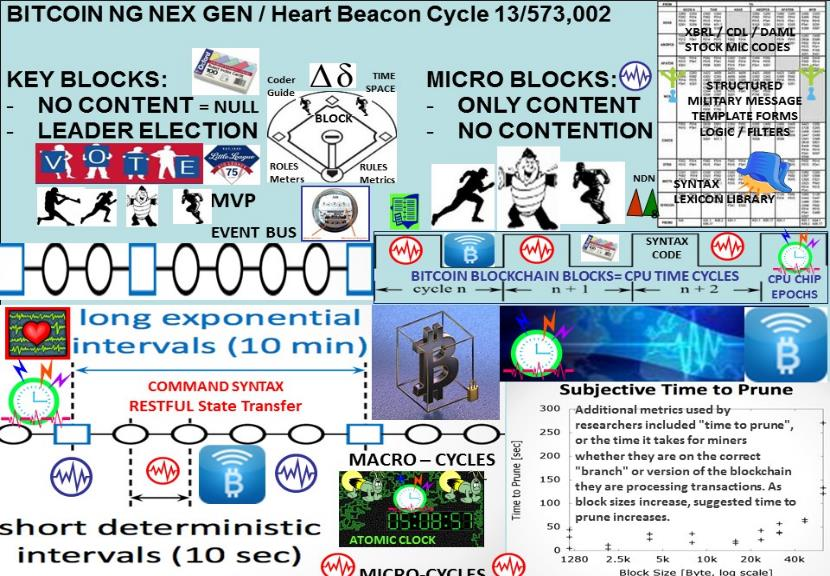 BITCOIN NG NEX GEN / Heart Beacon Cycle 13/573,002
KEY BLOCKS:
- NO CONTENT = NULL
- LEADER ELECTION
Oxford
100
VOTE
Little League
75
MVP
EVENT BUS
Coder
Guide
Δδ
TIME
SPACE
BLOCK
ROLES
Meters
RULES
Metrics
MICRO BLOCKS:
- ONLY CONTENT
- NO CONTENTION
NDN
&
XBRL / CDL / DAML
STOCK MIC CODES
STRUCTURED
MILITARY MESSAGE
TEMPLATE FORMS
LOGIC / FILTERS
SYNTAX
LEXICON LIBRARY
SYNTAX
CODE
BITCOIN BLOCKCHAIN BLOCKS= CPU TIME CYCLES
cycle n
n + 1
n + 2
CPU CHIP
EPOCHS
long exponential
intervals (10 min)
COMMAND SYNTAX
RESTFUL State Transfer
short deterministic
intervals (10 sec)
MACRO – CYCLES
05:08:57
ATOMIC CLOCK
MICRO-CYCLES
Subjective Time to Prune
Time to Prune [sec]
300
250
200
150
100
50
0
Additional metrics used by
researchers included "time to prune",
or the time it takes for miners
whether they are on the correct
"branch" or version of the blockchain
they are processing transactions. As
block sizes increase, suggested time to
prune increases.
1280 2.5k 5k 10k 20k 40k
Block Size [Byte, log scale]